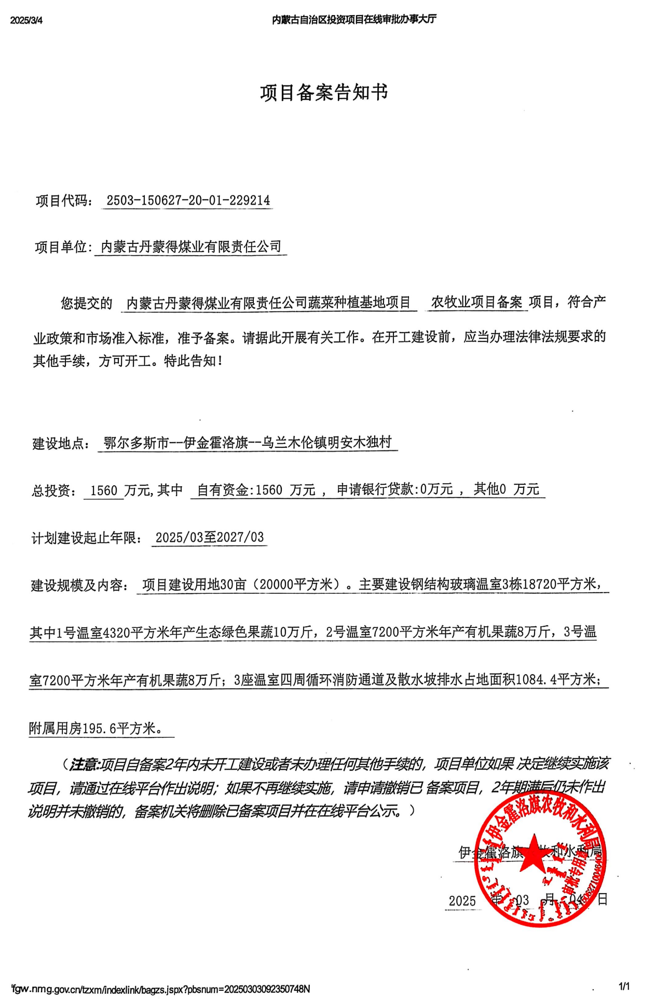 2025/3/4
内蒙古自治区投资项目在线审批办事大厅
项目备案告知书
项目代码： 2503-150627-20-01-229214
项目单位: 内蒙古丹蒙得煤业有限责任公司
您提交的 内蒙古丹蒙得煤业有限责任公司蔬菜种植基地项目 农牧业项目备案 项目，符合产
业政策和市场准入标准，准予备案。请据此开展有关工作。在开工建设前，应当办理法律法规要求的
其他手续，方可开工。特此告知！
建设地点： 鄂尔多斯市--伊金霍洛旗--乌兰木伦镇明安木独村
总投资： 1560 万元,其中 自有资金:1560 万元 ， 申请银行贷款:0万元 ， 其他0 万元
计划建设起止年限： 2025/03至2027/03
建设规模及内容： 项目建设用地30亩（20000平方米）。主要建设钢结构玻璃温室3栋18720平方米，
其中1号温室4320平方米年产生态绿色果蔬10万斤，2号温室7200平方米年产有机果蔬8万斤，3号温
室7200平方米年产有机果蔬8万斤；3座温室四周循环消防通道及散水坡排水占地面积1084.4平方米；
附属用房195.6平方米。
（注意:项目自备案2年内未开工建设或者未办理任何其他手续的，项目单位如果 决定继续实施该
项目，请通过在线平台作出说明；如果不再继续实施，请申请撤销已 备案项目，2年期满后仍未作出
说明并未撤销的，备案机关将删除已备案项目并在在线平台公示。）
伊金霍洛旗农牧和水利局
审批专用章
伊金霍洛旗农牧和水利局
2025 年 03 月 04 日
fgw.nmg.gov.cn/tzxm/indexlink/bagzs.jspx?pbsnum=20250303092350748N
1/1